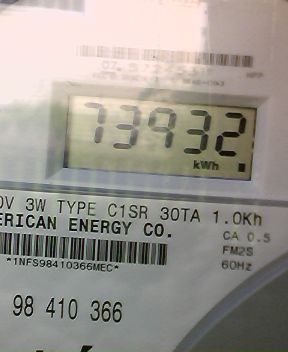 73932
kWh
0V 3W TYPE C1SR 30TA 1.0Kh
ERICAN ENERGY CO.
CA 0.5
*1NFS98410366MEC*
FM2S
60Hz
98 410 366